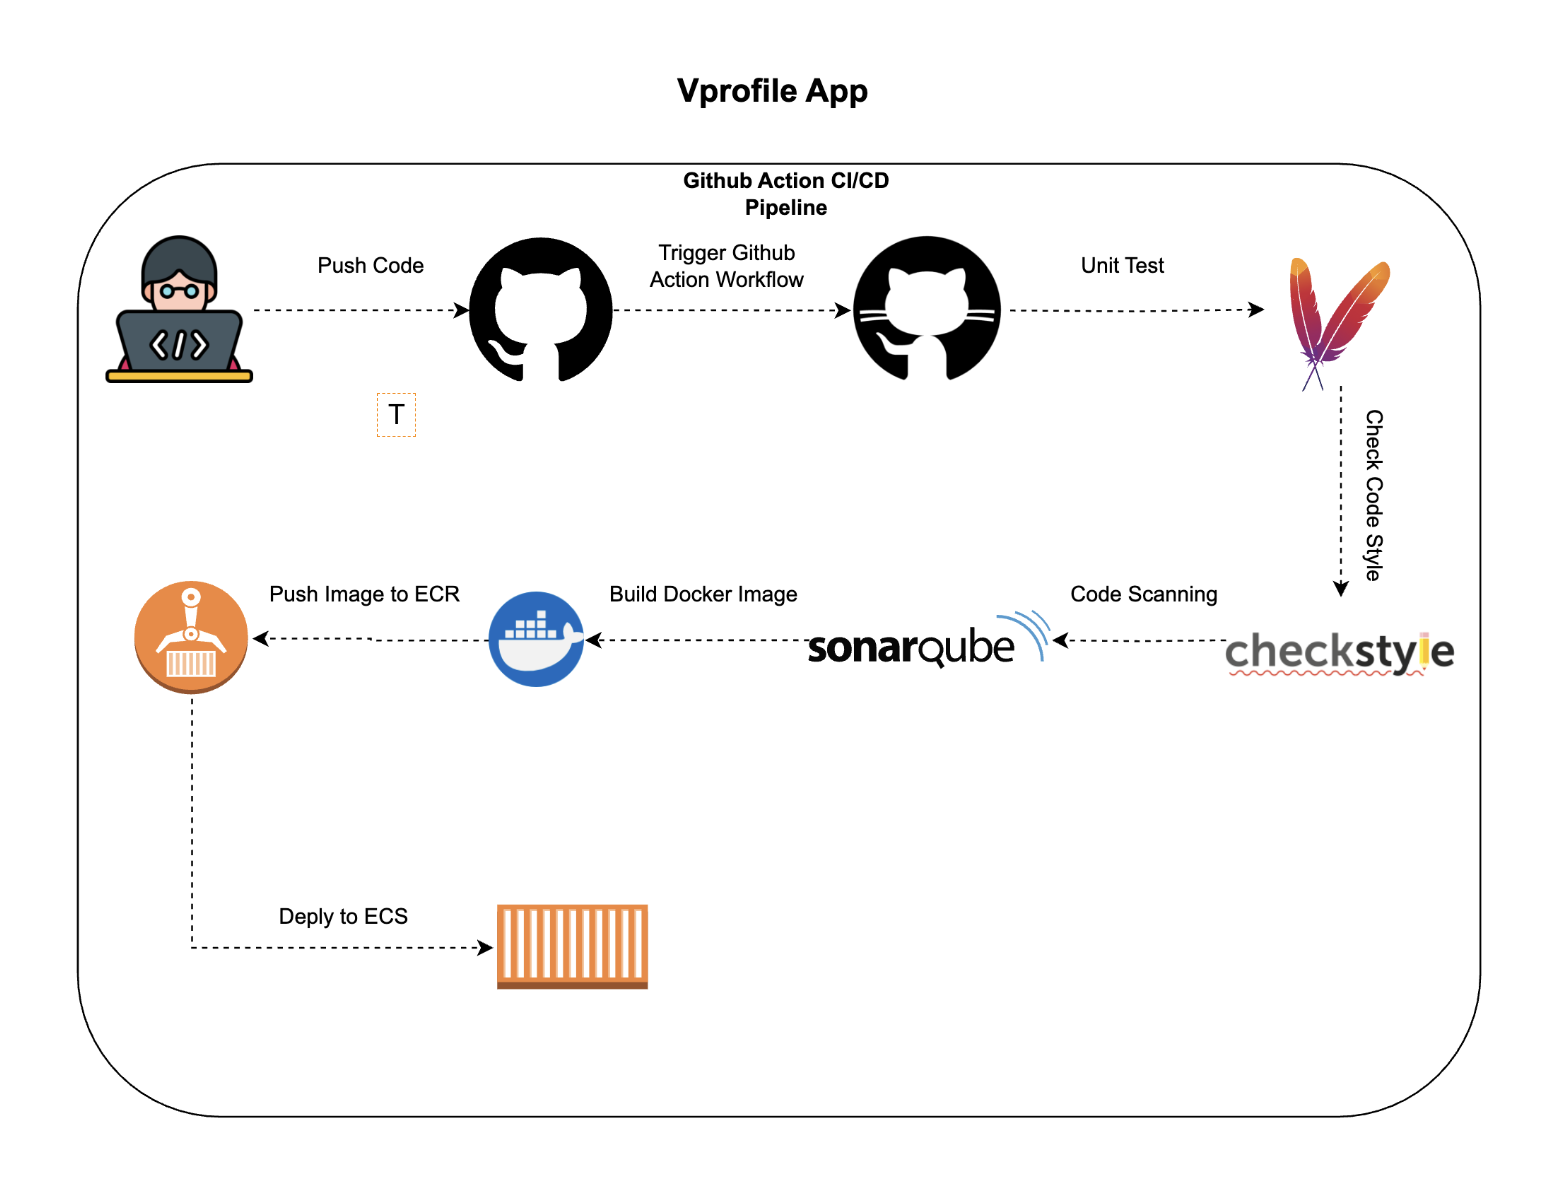 Vprofile App
Github Action CI/CD
Pipeline
Push Code
Trigger Github
Action Workflow
Unit Test
</>
T
Check Code Style
Push Image to ECR
Build Docker Image
Code Scanning
sonarqube
checkstyle
Deply to ECS